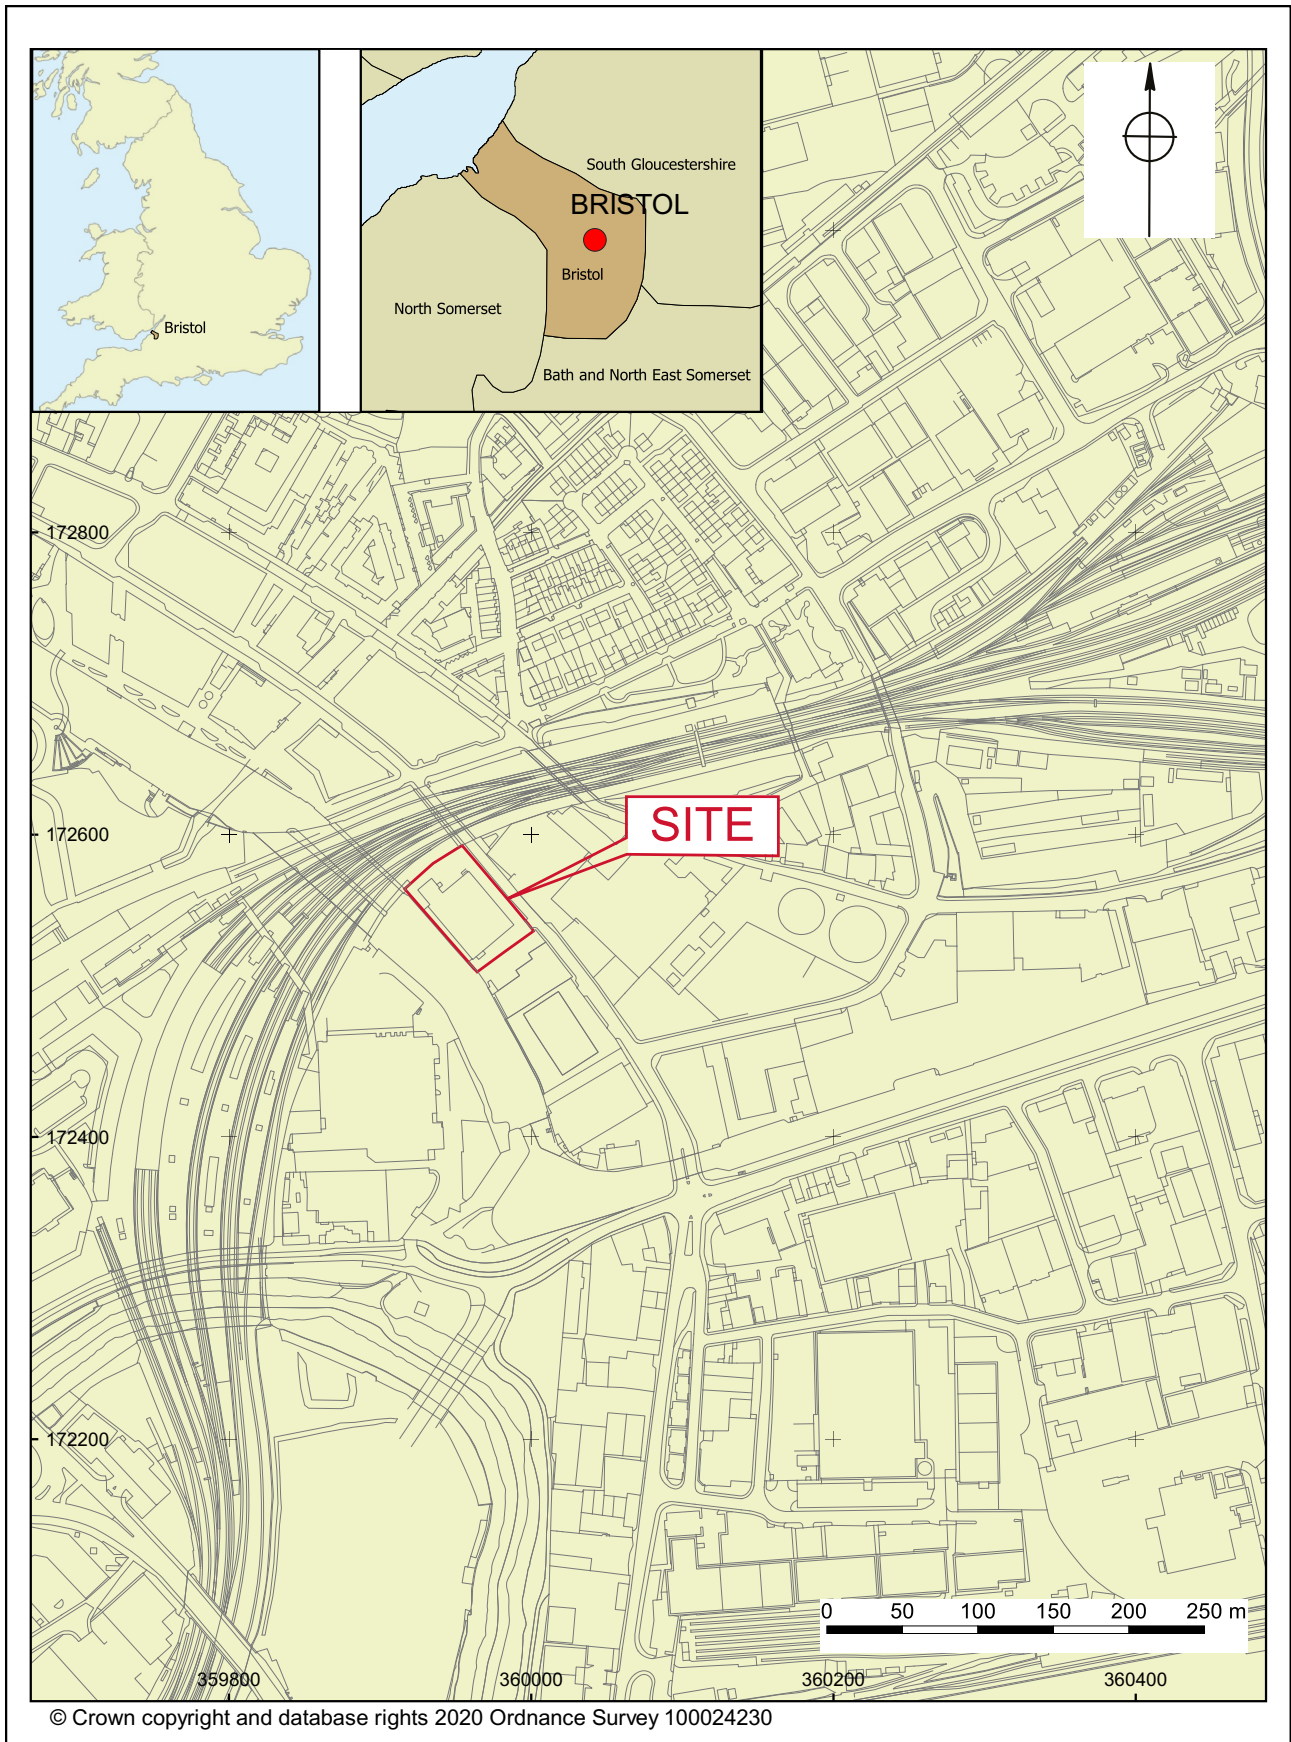 South Gloucestershire
BRISTOL
Bristol
North Somerset
Bristol
Bath and North East Somerset
172800
172600
SITE
172400
172200
0 50 100 150 200 250 m
359800 360000 360200 360400
© Crown copyright and database rights 2020 Ordnance Survey 100024230